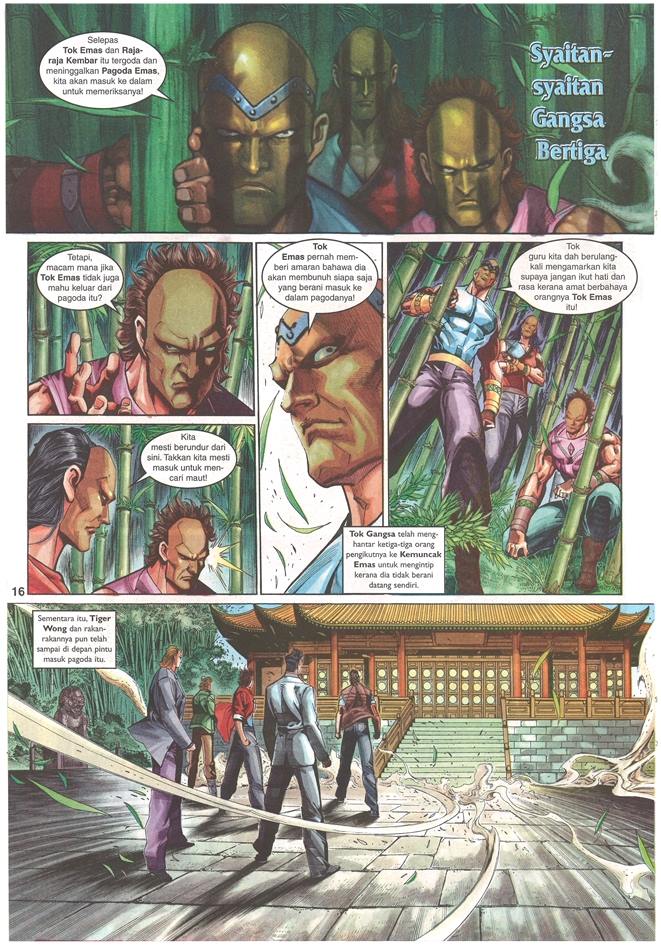 Selepas
Tok Emas dan Raja-
raja Kembar itu tergoda dan
meninggalkan Pagoda Emas,
kita akan masuk ke dalam
untuk memeriksanya!
Syaitan-
syaitan
Gangsa
Bertiga
Tetapi,
macam mana jika
Tok Emas tidak juga
mahu keluar dari
pagoda itu?
Tok
Emas pernah mem-
beri amaran bahawa dia
akan membunuh siapa saja
yang berani masuk ke
dalam pagodanya!
Tok
guru kita dah berulang-
kali mengamarkan kita
supaya jangan ikut hati dan
rasa kerana amat berbahaya
orangnya Tok Emas
itu!
Kita
mesti berundur dari
sini. Takkan kita mesti
masuk untuk men-
cari maut!
Tok Gangsa telah meng-
hantar ketiga-tiga orang
pengikutnya ke Kemuncak
Emas untuk mengintip
kerana dia tidak berani
datang sendiri.
16
Sementara itu, Tiger
Wong dan rakan-
rakannya pun telah
sampai di depan pintu
masuk pagoda itu.